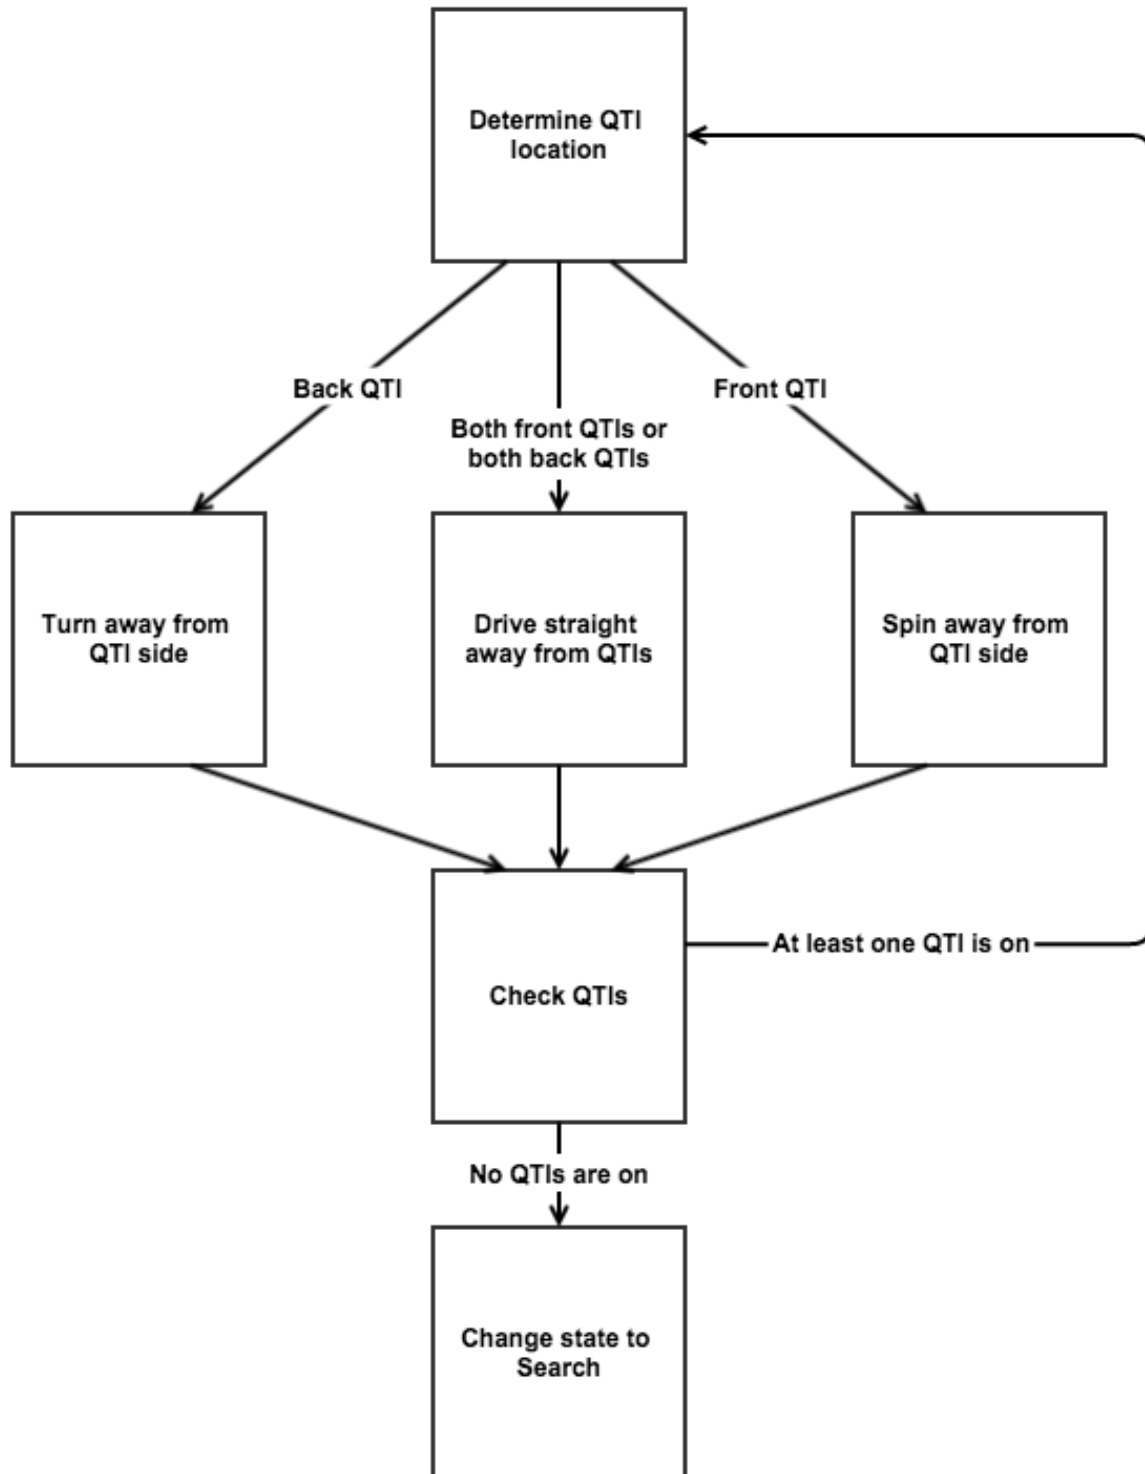 Determine QTI
location
Back QTI
Both front QTIs or
both back QTIs
Front QTI
Turn away from
QTI side
Drive straight
away from QTIs
Spin away from
QTI side
At least one QTI is on
Check QTIs
No QTIs are on
Change state to
Search